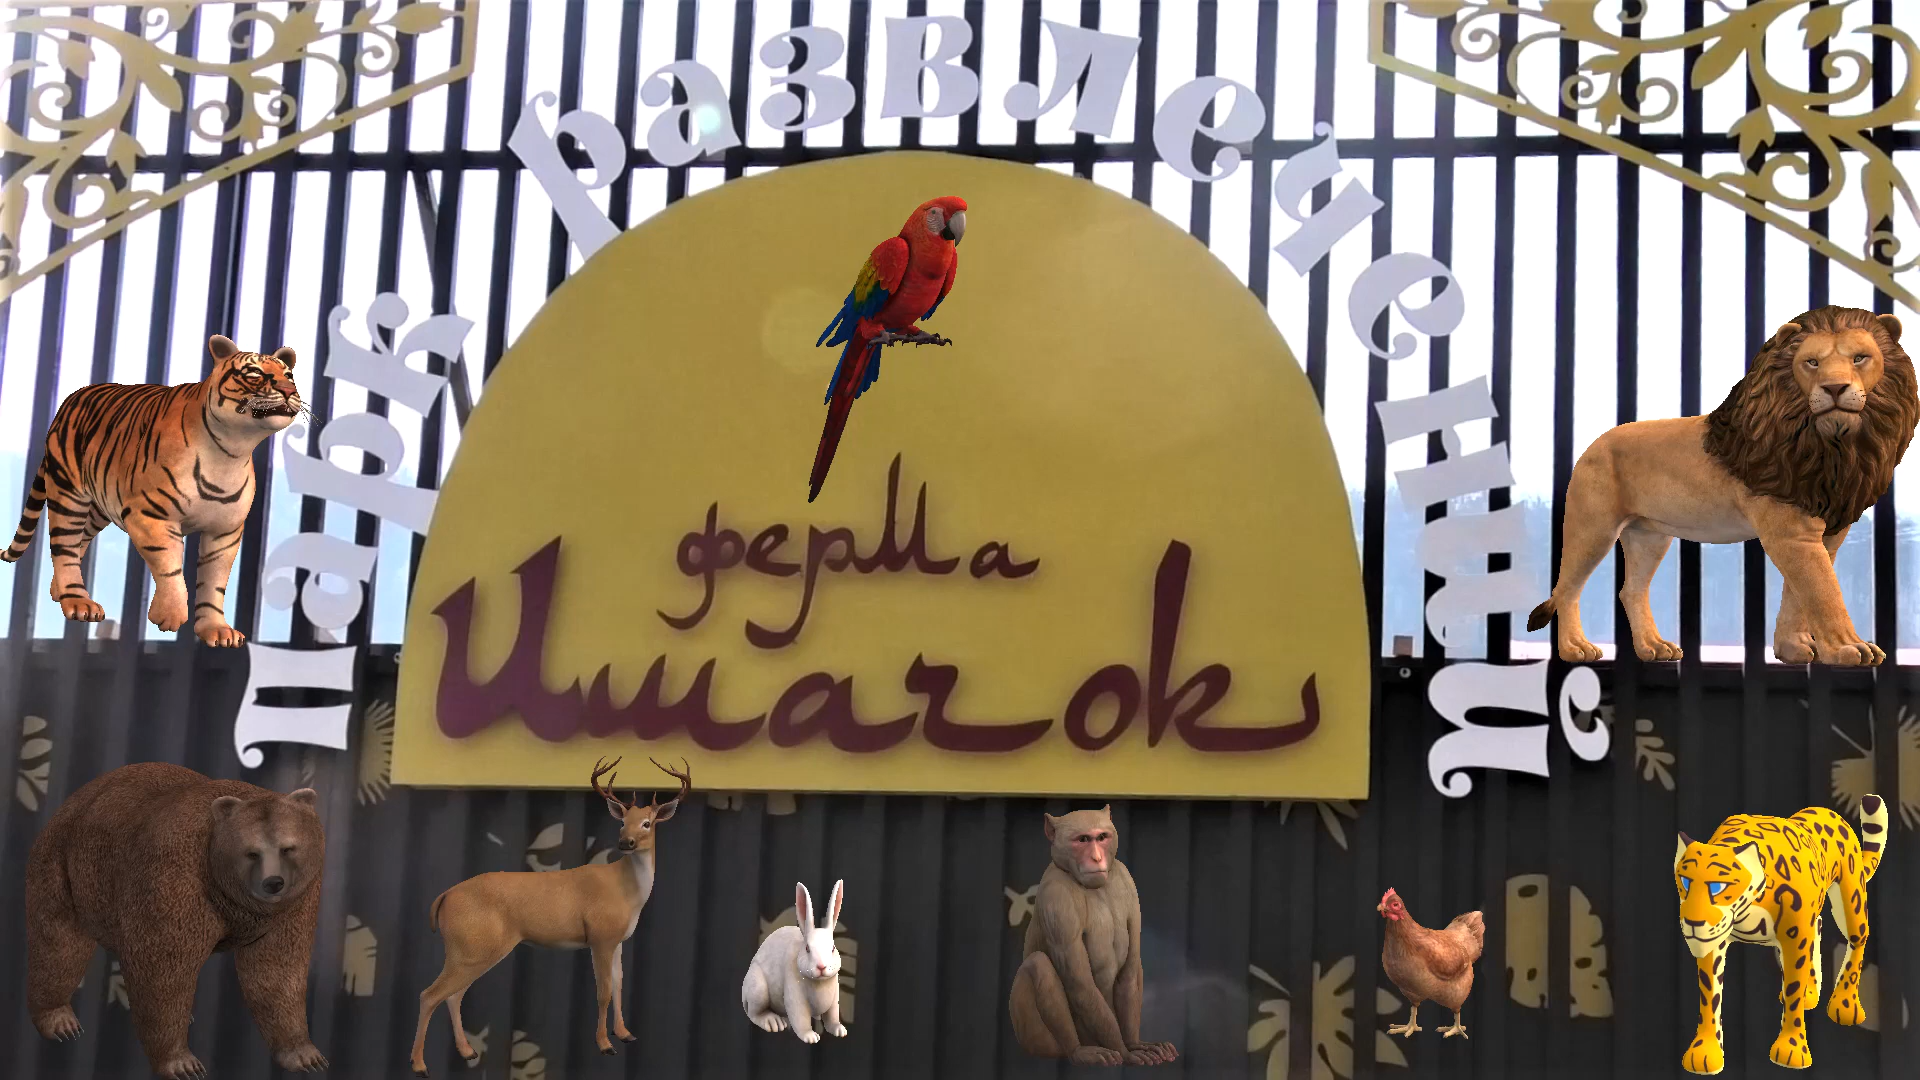 парк развлечений
ферма
Ишачок